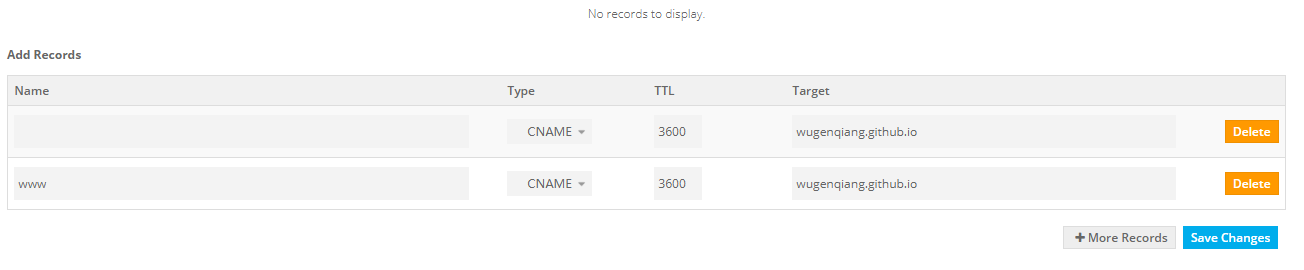 No records to display.
Add Records
Name Type TTL Target
CNAME 3600 wugenqiang.github.io Delete
www CNAME 3600 wugenqiang.github.io Delete
+ More Records Save Changes